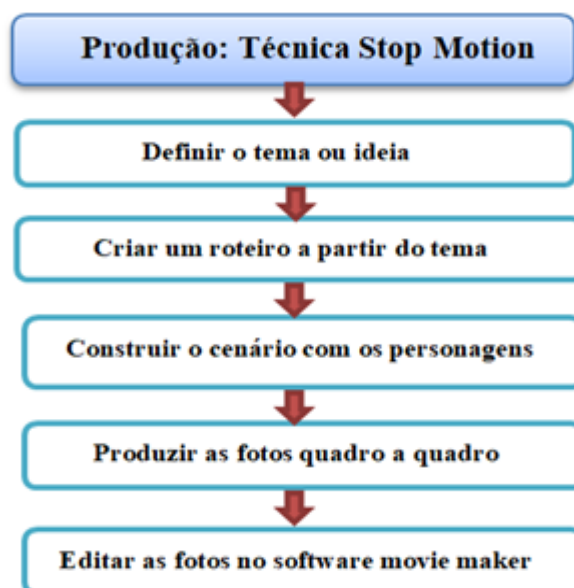 Produção: Técnica Stop Motion
Definir o tema ou ideia
Criar um roteiro a partir do tema
Construir o cenário com os personagens
Produzir as fotos quadro a quadro
Editar as fotos no software movie maker